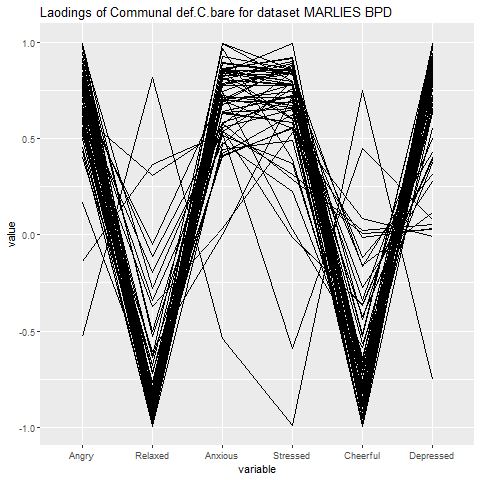 Laodings of Communal def.C.bare for dataset MARLIES BPD
1.0
0.5
0.0
-0.5
-1.0
value
Angry Relaxed Anxious Stressed Cheerful Depressed
variable